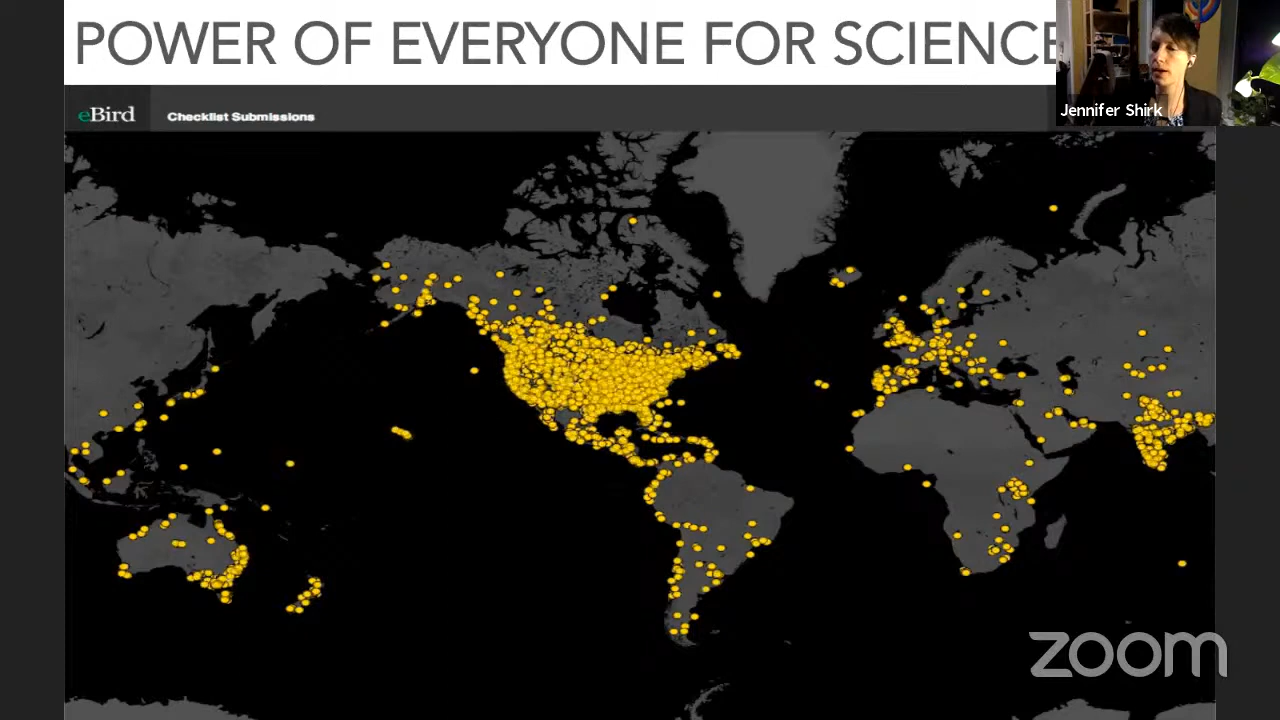 POWER OF EVERYONE FOR SCIENCE
Jennifer Shirk
eBird
Checklist Submissions
zoom